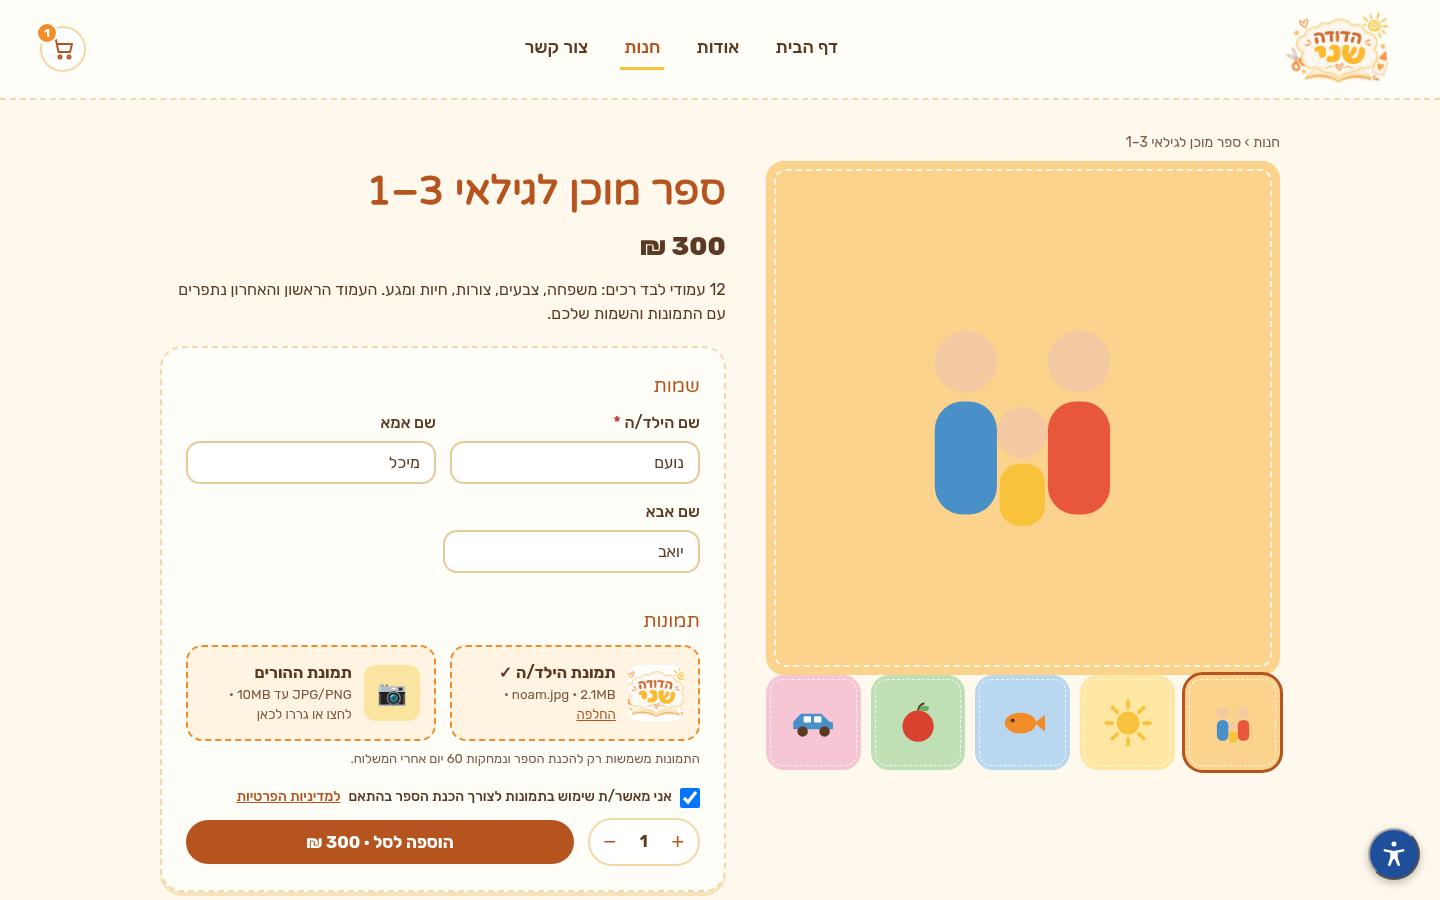 הדודה
שני
דף הבית
אודות
חנות
צור קשר
1
חנות › ספר מוכן לגילאי 1–3
ספר מוכן לגילאי 1–3
300 ₪
12 עמודי לבד רכים: משפחה, צבעים, צורות, חיות ומגע. העמוד הראשון והאחרון נתפרים
עם התמונות והשמות שלכם.
שמות
שם הילד/ה *
שם אמא
נועם
מיכל
שם אבא
יואב
תמונות
הדודה
שני
תמונת הילד/ה ✓
noam.jpg • 2.1MB •
החלפה
תמונת ההורים
JPG/PNG עד 10MB •
לחצו או גררו לכאן
התמונות משמשות רק להכנת הספר ונמחקות 60 יום אחרי המשלוח.
אני מאשר/ת שימוש בתמונות לצורך הכנת הספר בהתאם למדיניות הפרטיות
+ 1 −
הוספה לסל • 300 ₪